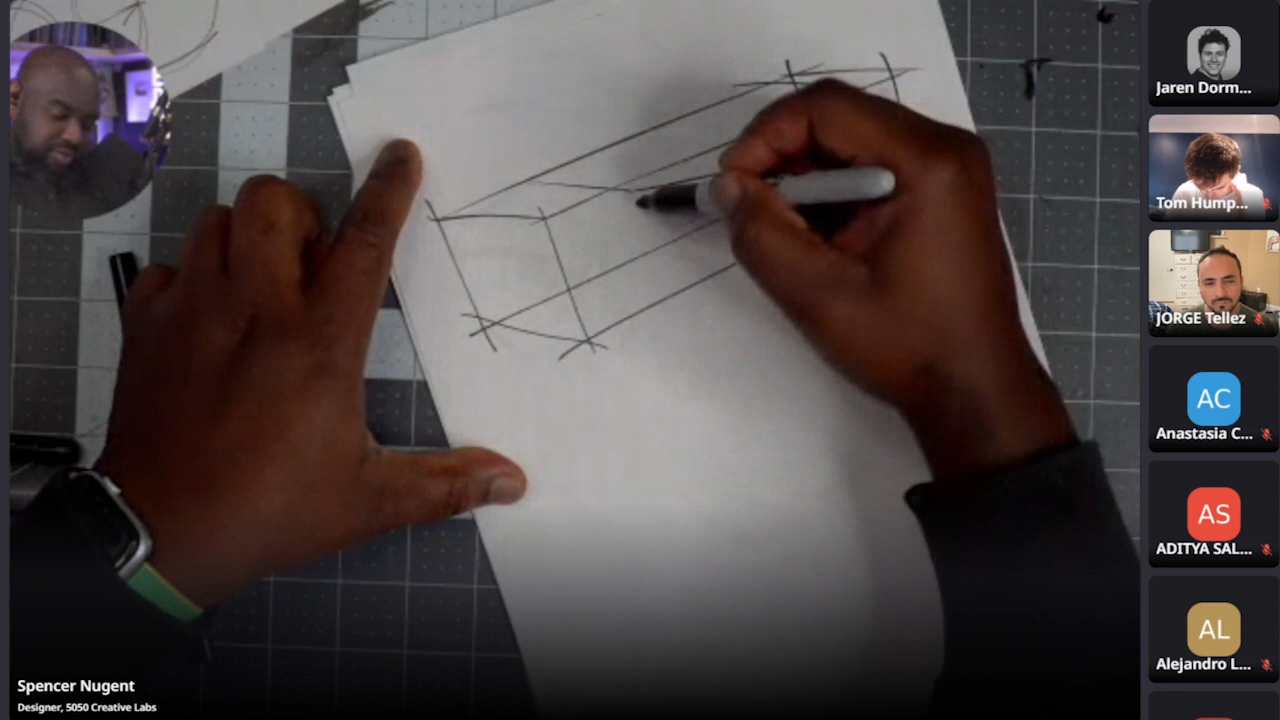 Jaren Dorm...
Tom Hump...
JORGE Tellez
AC
Anastasia C...
AS
ADITYA SAL...
AL
Alejandro L...
Spencer Nugent
Designer, 5050 Creative Labs